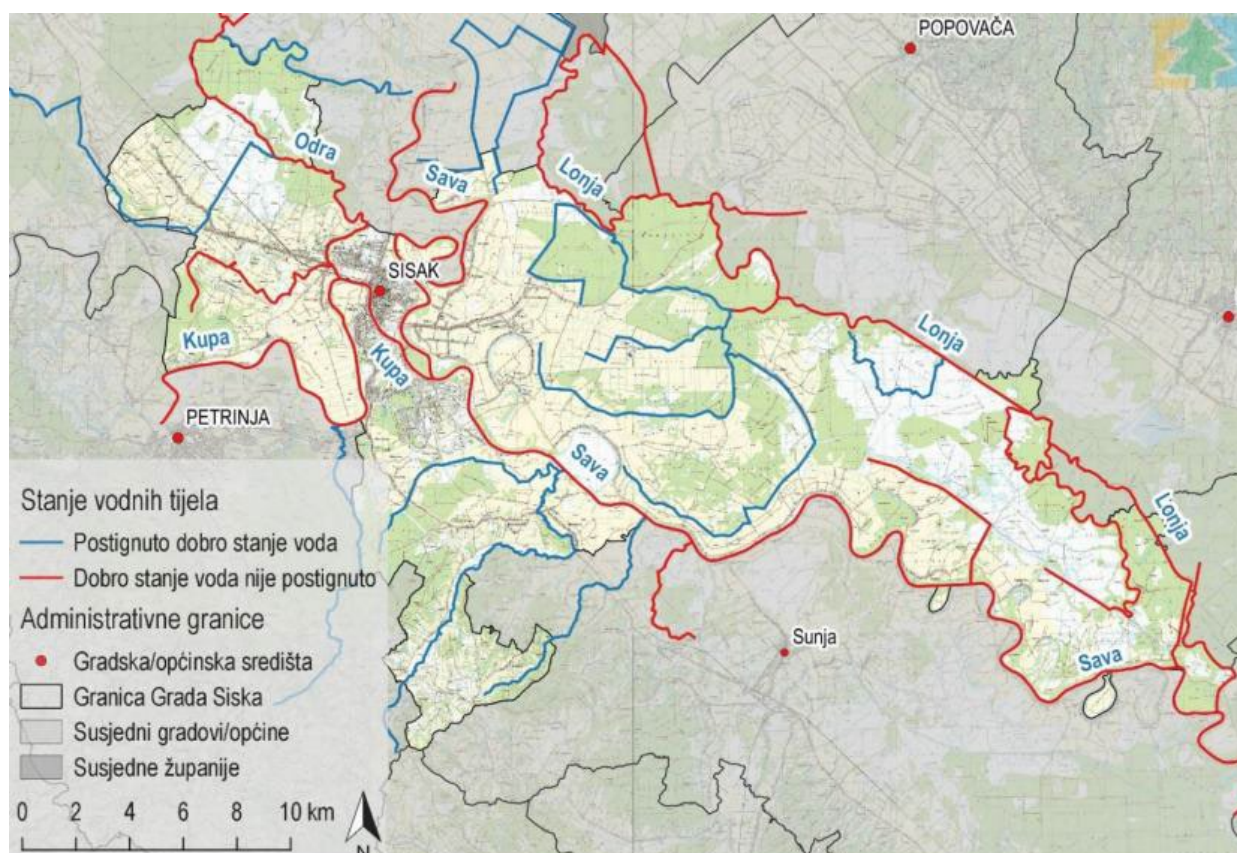 POPOVAČA
Odra
Sava
Lonja
SISAK
Lonja
Kupa
Kupa
PETRINJA
Sava
Lonja
Stanje vodnih tijela
Postignuto dobro stanje voda
Dobro stanje voda nije postignuto
Administrativne granice
Gradska/općinska središta
Sunja
Sava
Granica Grada Siska
Susjedni gradovi/općine
Susjedne županije
0 2 4 6 8 10 km
N